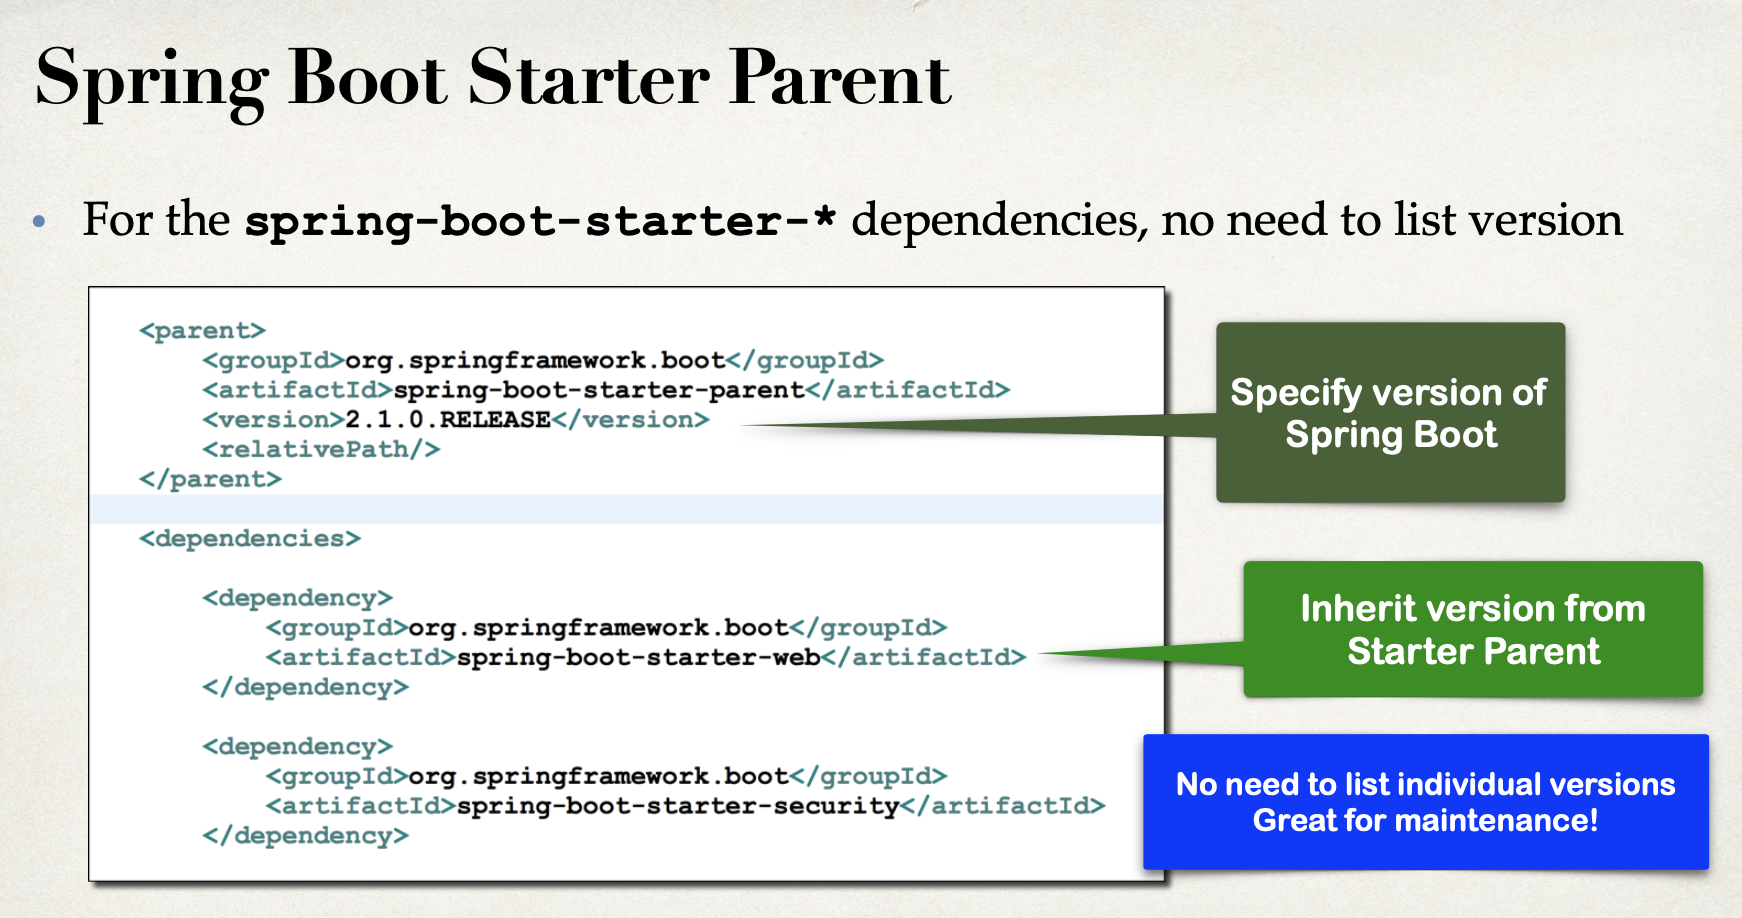 Spring Boot Starter Parent
• For the spring-boot-starter-* dependencies, no need to list version
<parent>
<groupId>org.springframework.boot</groupId>
<artifactId>spring-boot-starter-parent</artifactId>
<version>2.1.0.RELEASE</version>
<relativePath/>
</parent>
Specify version of
Spring Boot
<dependencies>
<dependency>
<groupId>org.springframework.boot</groupId>
<artifactId>spring-boot-starter-web</artifactId>
</dependency>
Inherit version from
Starter Parent
<dependency>
<groupId>org.springframework.boot</groupId>
<artifactId>spring-boot-starter-security</artifactId>
</dependency>
No need to list individual versions
Great for maintenance!